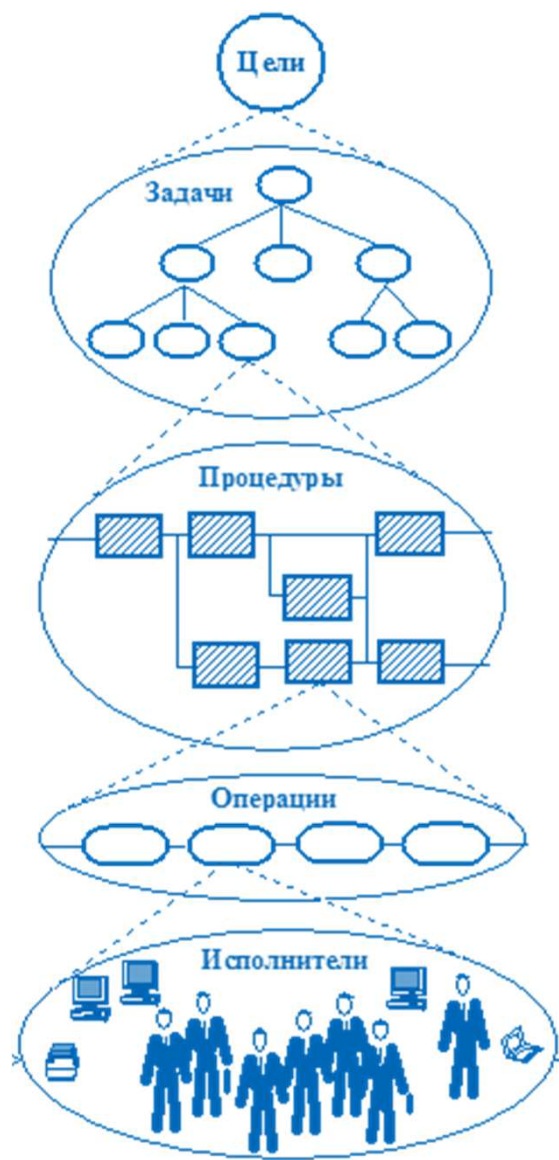 Цели
Задачи
Процедуры
Операции
Исполнители